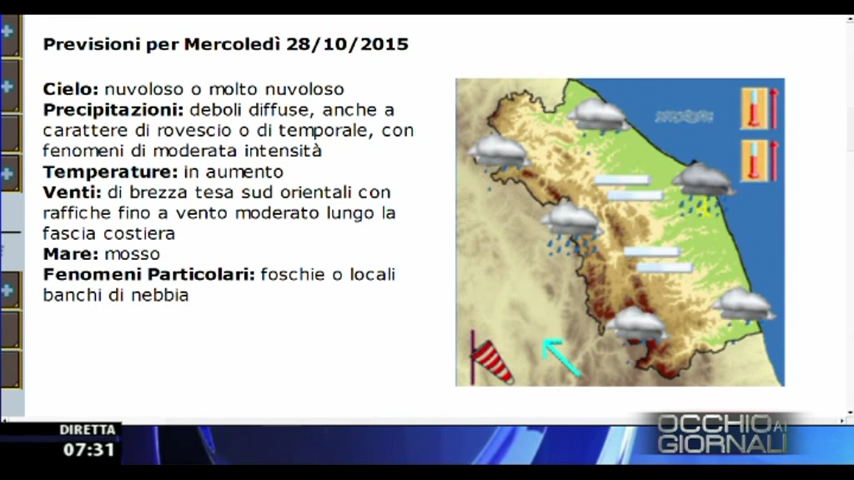 Previsioni per Mercoledì 28/10/2015
Cielo: nuvoloso o molto nuvoloso
Precipitazioni: deboli diffuse, anche a
carattere di rovescio o di temporale, con
fenomeni di moderata intensità
Temperature: in aumento
Venti: di brezza tesa sud orientali con
raffiche fino a vento moderato lungo la
fascia costiera
Mare: mosso
Fenomeni Particolari: foschie o locali
banchi di nebbia
DIRETTA
07:31
OCCHIO AI
GIORNALI